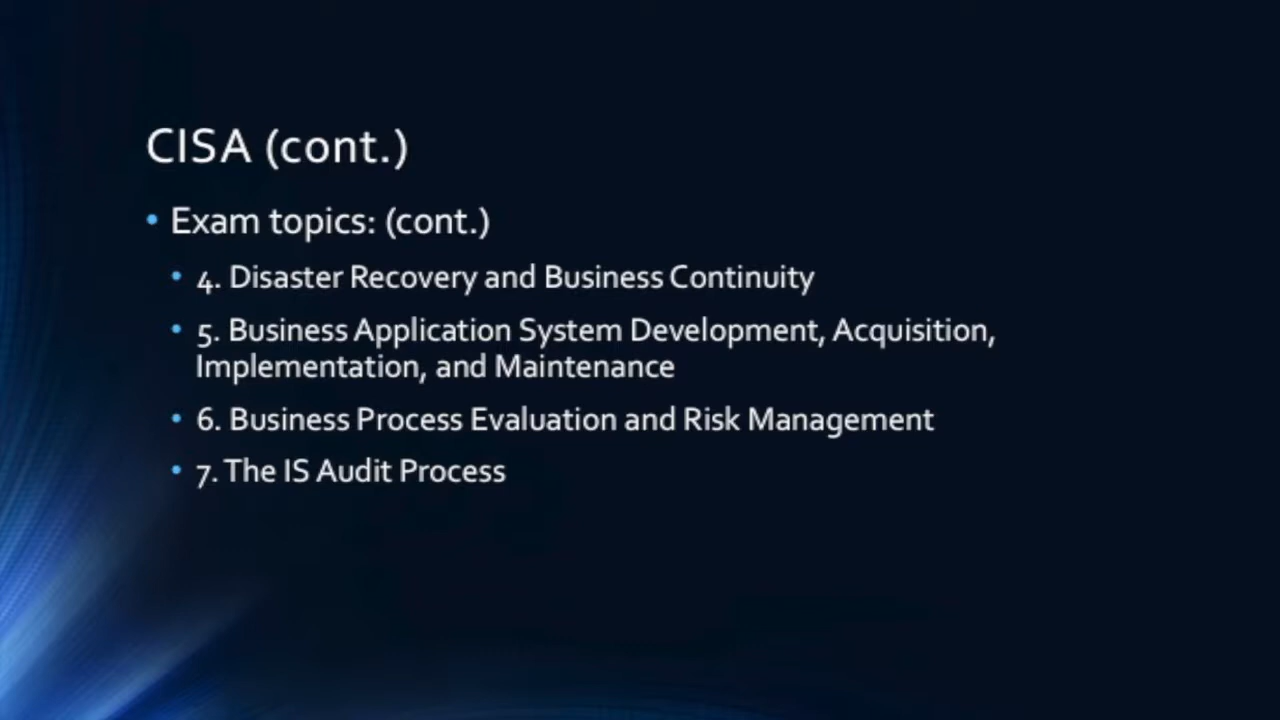 CISA (cont.)
• Exam topics: (cont.)
• 4. Disaster Recovery and Business Continuity
• 5. Business Application System Development, Acquisition,
Implementation, and Maintenance
• 6. Business Process Evaluation and Risk Management
• 7. The IS Audit Process